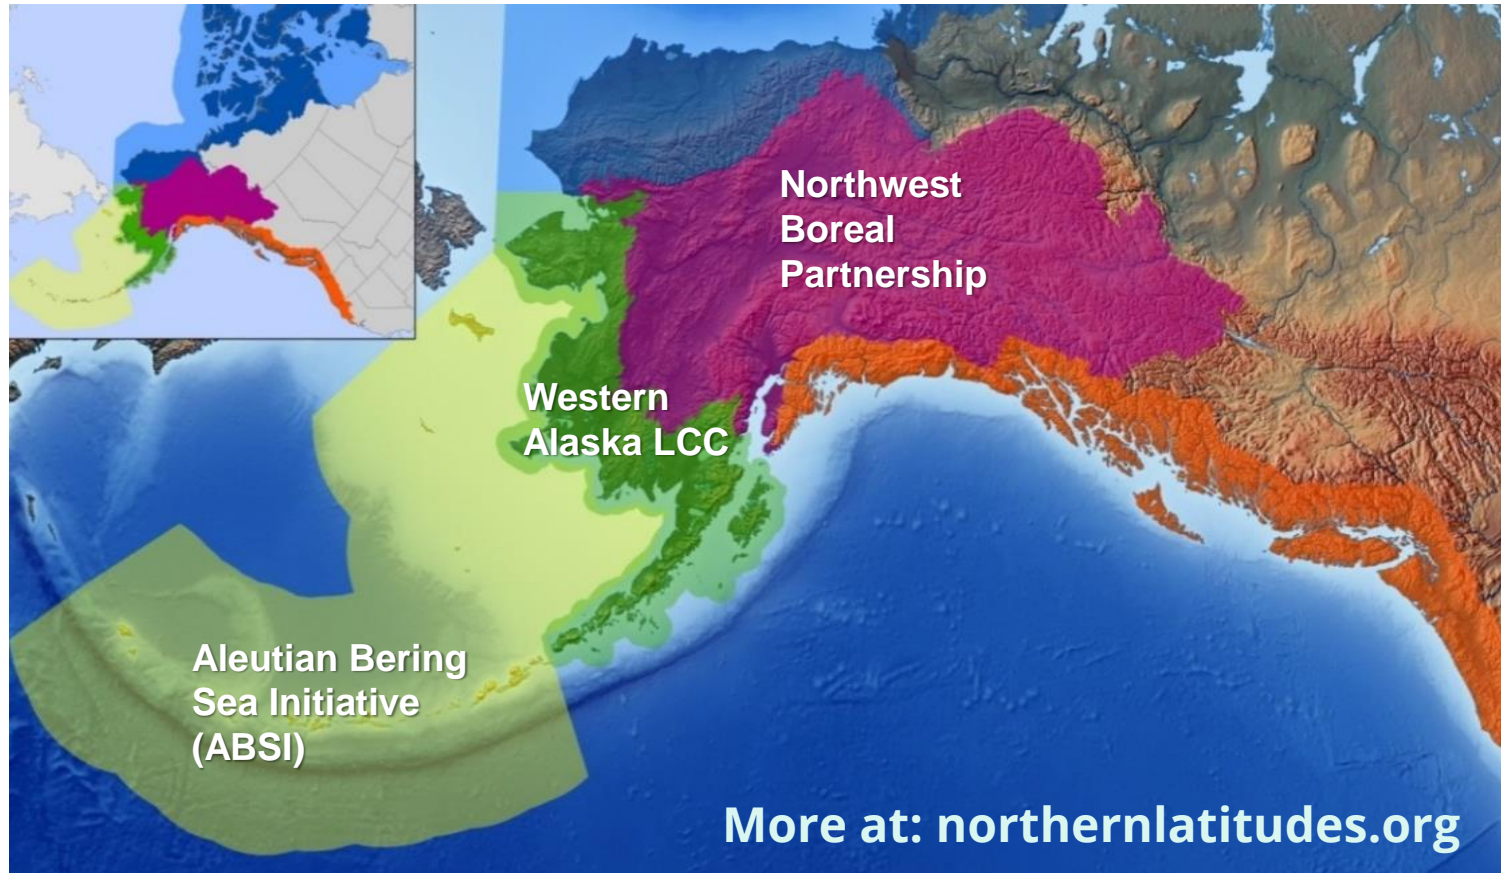 Northwest
Boreal
Partnership
Western
Alaska LCC
Aleutian Bering
Sea Initiative
(ABSI)
More at: northernlatitudes.org